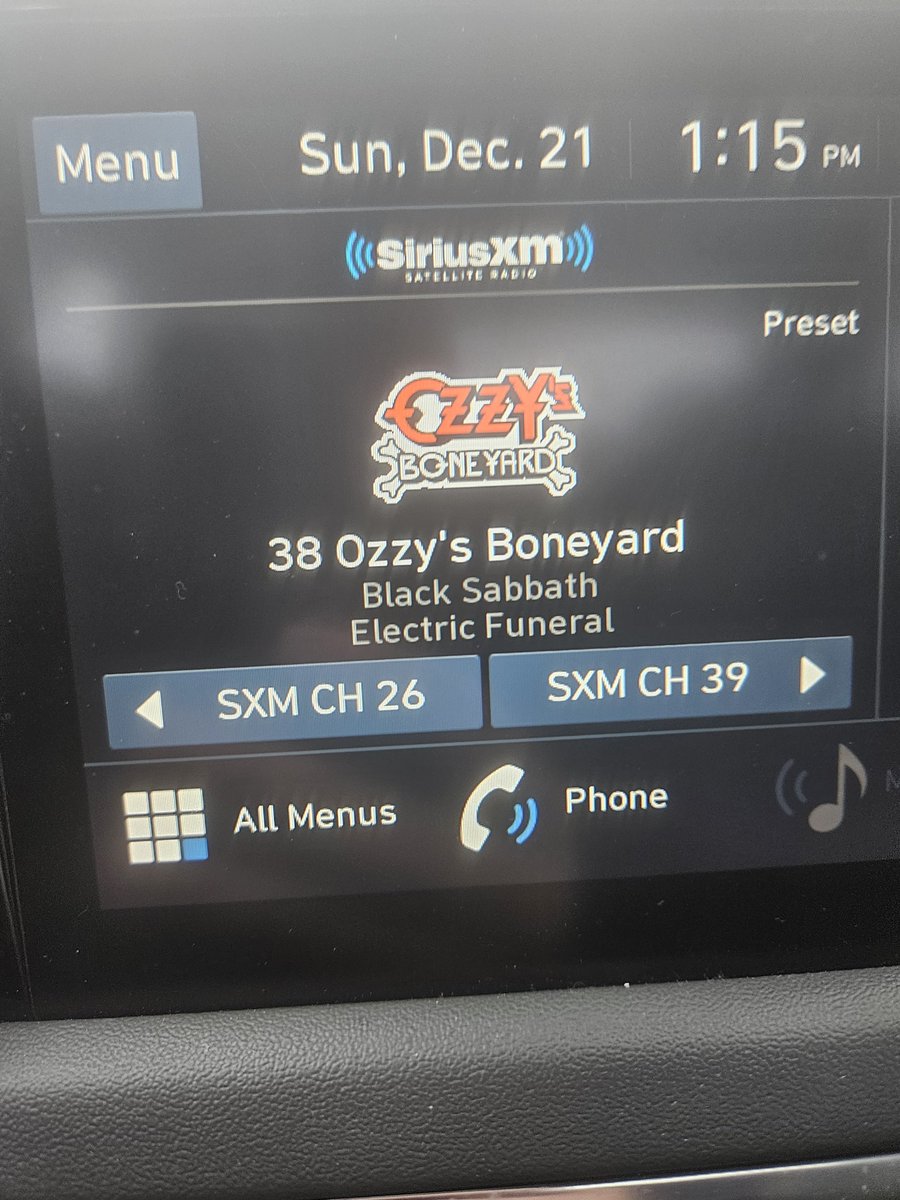 Menu
Sun, Dec. 21
1:15 PM
SiriusXM
SATELLITE RADIO
Preset
OZZY's
BONEYARD
38 Ozzy's Boneyard
Black Sabbath
Electric Funeral
SXM CH 26
SXM CH 39
All Menus
Phone